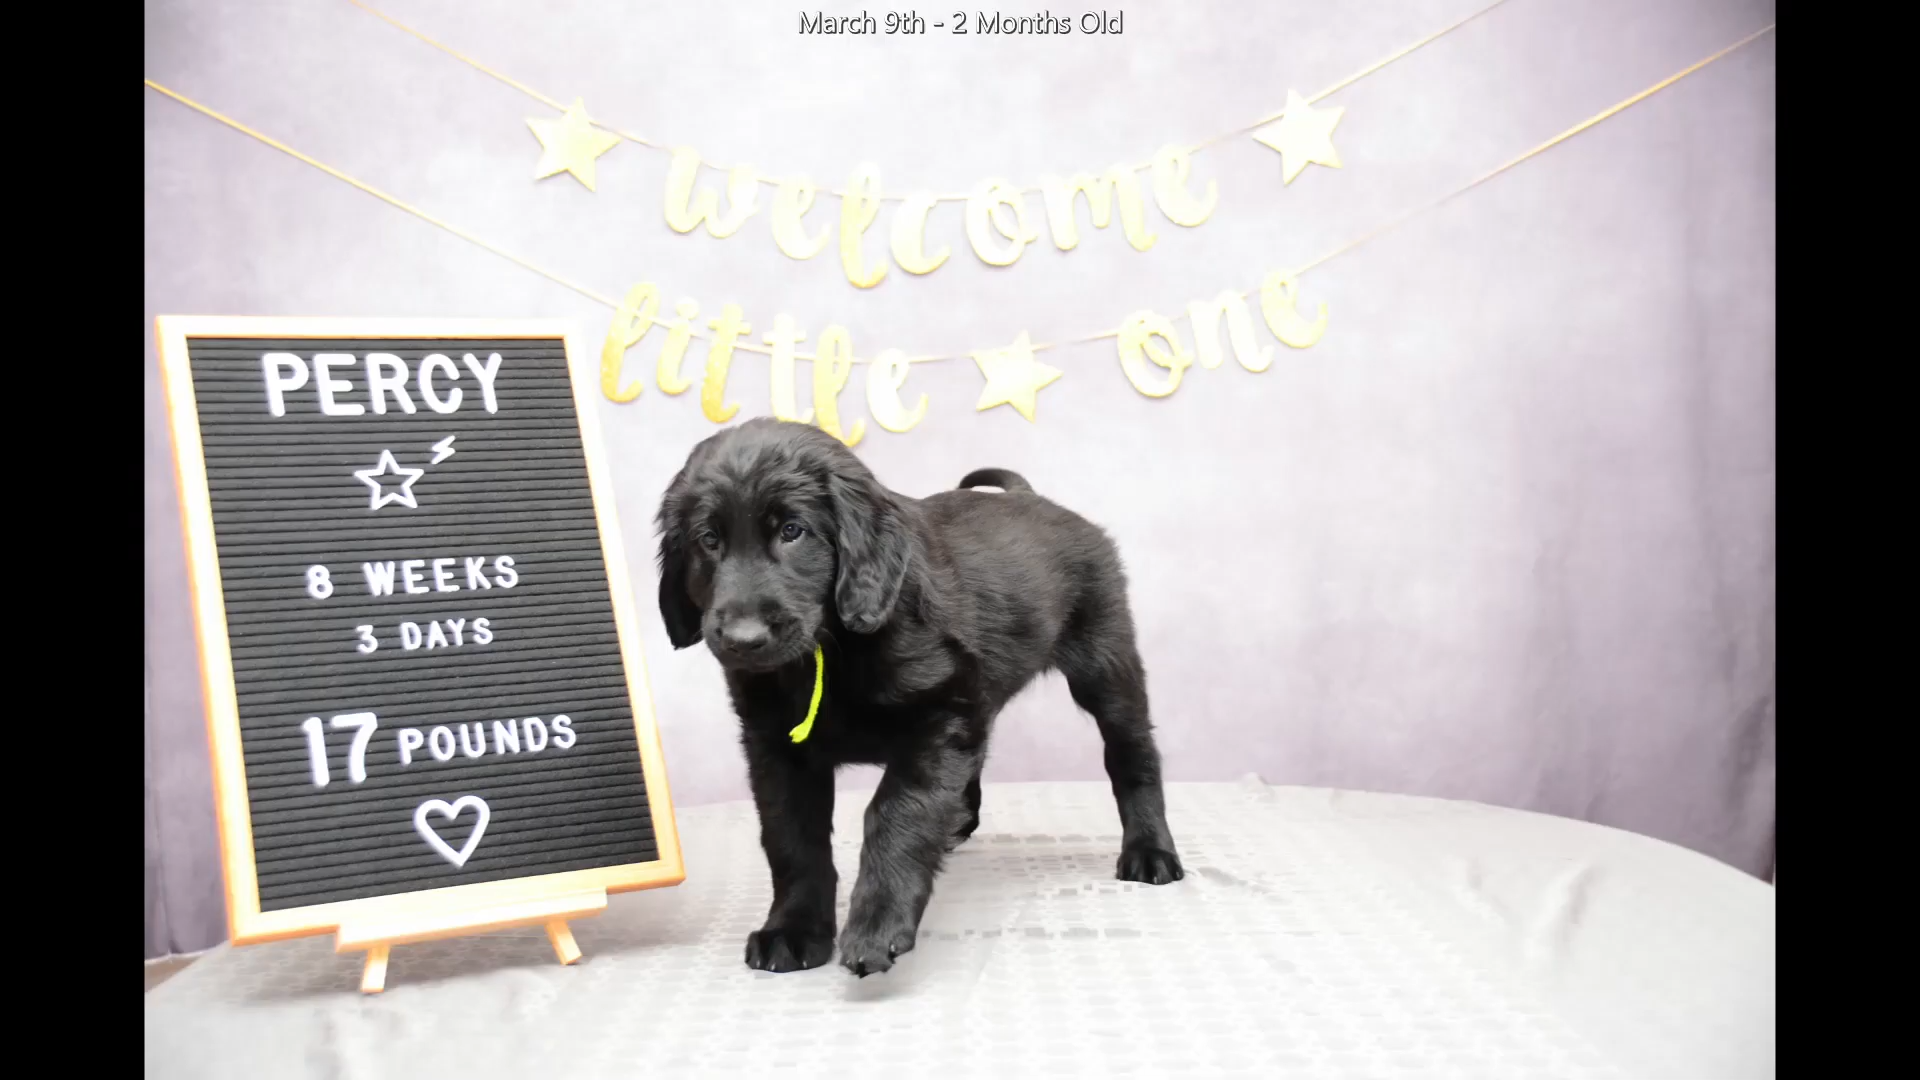 March 9th - 2 Months Old
welcome
little one
PERCY
8 WEEKS
3 DAYS
17 POUNDS